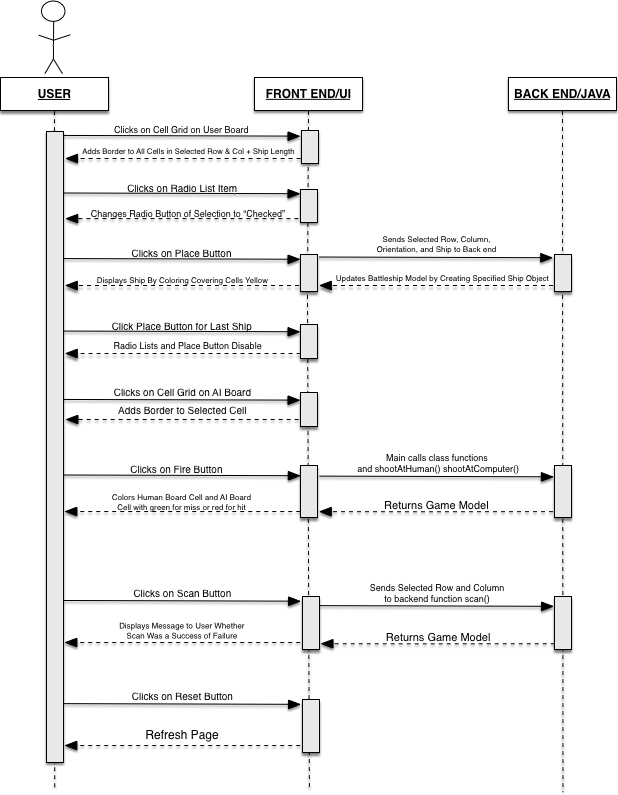 USER
FRONT END/UI
BACK END/JAVA
Clicks on Cell Grid on User Board
Adds Border to All Cells in Selected Row & Col + Ship Length
Clicks on Radio List Item
Changes Radio Button of Selection to “Checked”
Sends Selected Row, Column,
Orientation, and Ship to Back end
Clicks on Place Button
Displays Ship By Coloring Covering Cells Yellow
Updates Battleship Model by Creating Specified Ship Object
Click Place Button for Last Ship
Radio Lists and Place Button Disable
Clicks on Cell Grid on AI Board
Adds Border to Selected Cell
Main calls class functions
and shootAtHuman() shootAtComputer()
Clicks on Fire Button
Colors Human Board Cell and AI Board
Cell with green for miss or red for hit
Returns Game Model
Sends Selected Row and Column
to backend function scan()
Clicks on Scan Button
Displays Message to User Whether
Scan Was a Success of Failure
Returns Game Model
Clicks on Reset Button
Refresh Page